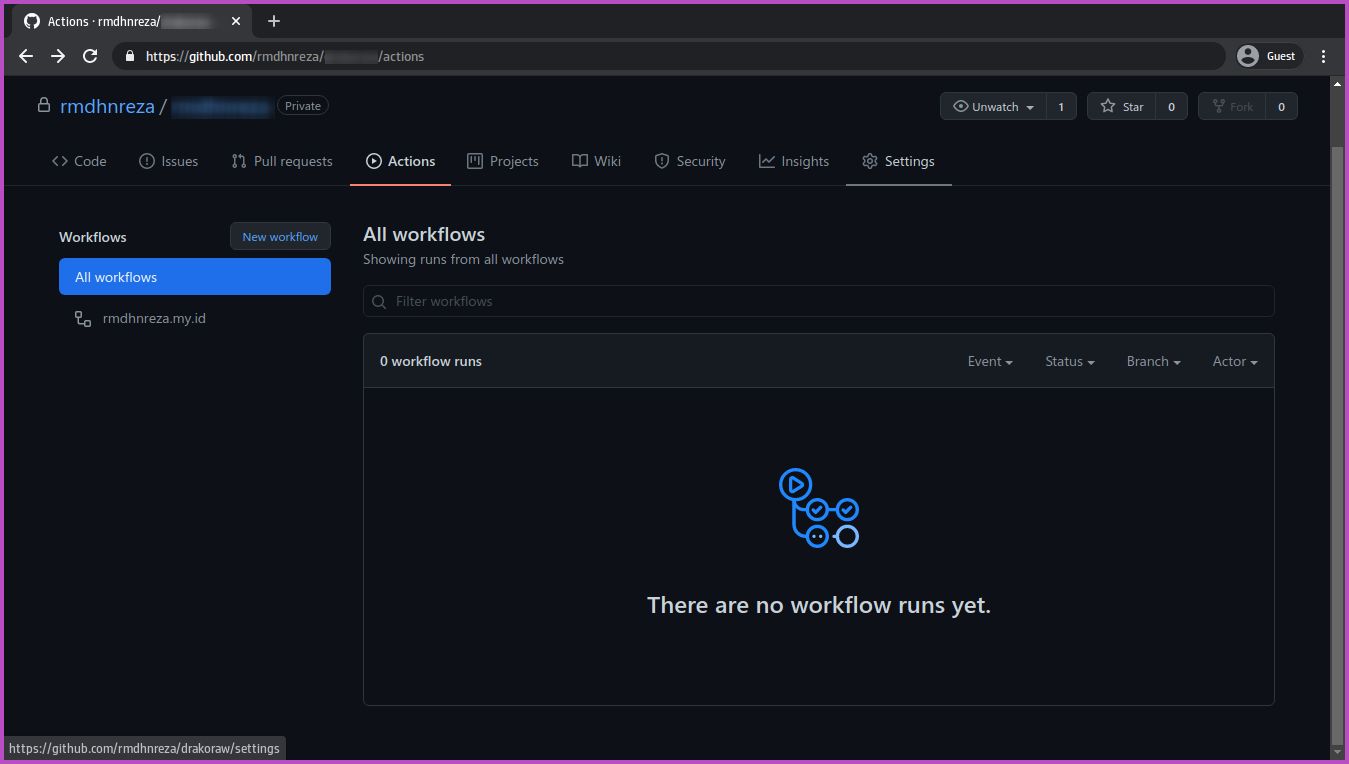 Actions · rmdhnreza/
https://github.com/rmdhnreza/ /actions
Guest
rmdhnreza / Private
Unwatch 1 Star 0 Fork 0
Code Issues Pull requests Actions Projects Wiki Security Insights Settings
Workflows New workflow
All workflows
rmdhnreza.my.id
All workflows
Showing runs from all workflows
Filter workflows
0 workflow runs Event Status Branch Actor
There are no workflow runs yet.
https://github.com/rmdhnreza/drakoraw/settings